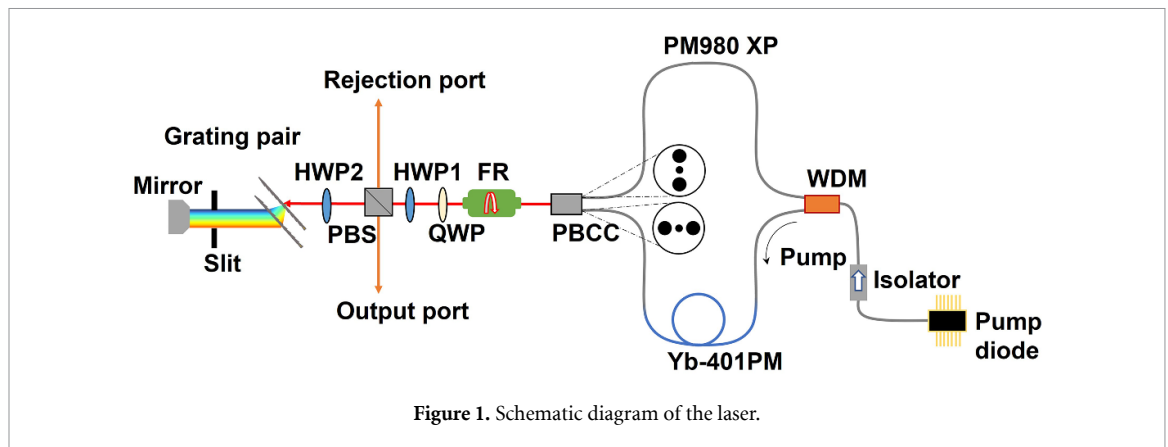 PM980 XP
Rejection port
Grating pair
HWP2
HWP1
FR
Mirror
WDM
PBS
QWP
PBCC
Slit
Pump
Isolator
Output port
Pump
diode
Yb-401PM
Figure 1. Schematic diagram of the laser.